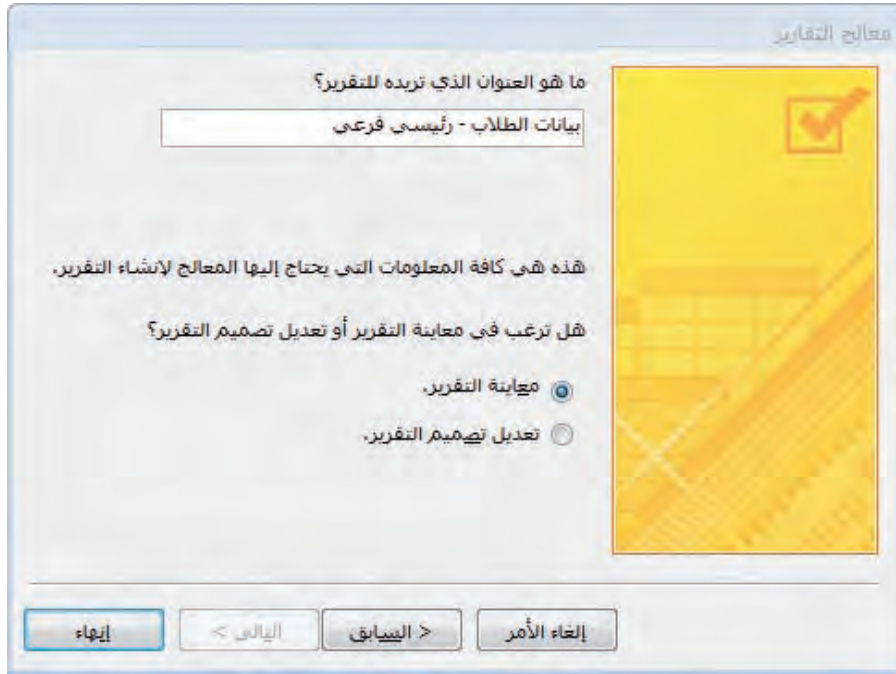 معالج التقارير
ما هو العنوان الذي تريده للتقرير؟
بيانات الطلاب - رئيسى فرعى
هذه هي كافة المعلومات التي يحتاج إليها المعالج لإنشاء التقرير.
هل ترغب في معاينة التقرير أو تعديل تصميم التقرير؟
معاينة التقرير.
تعديل تصميم التقرير.
إلغاء الأمر
< السابق
التالي >
إنهاء